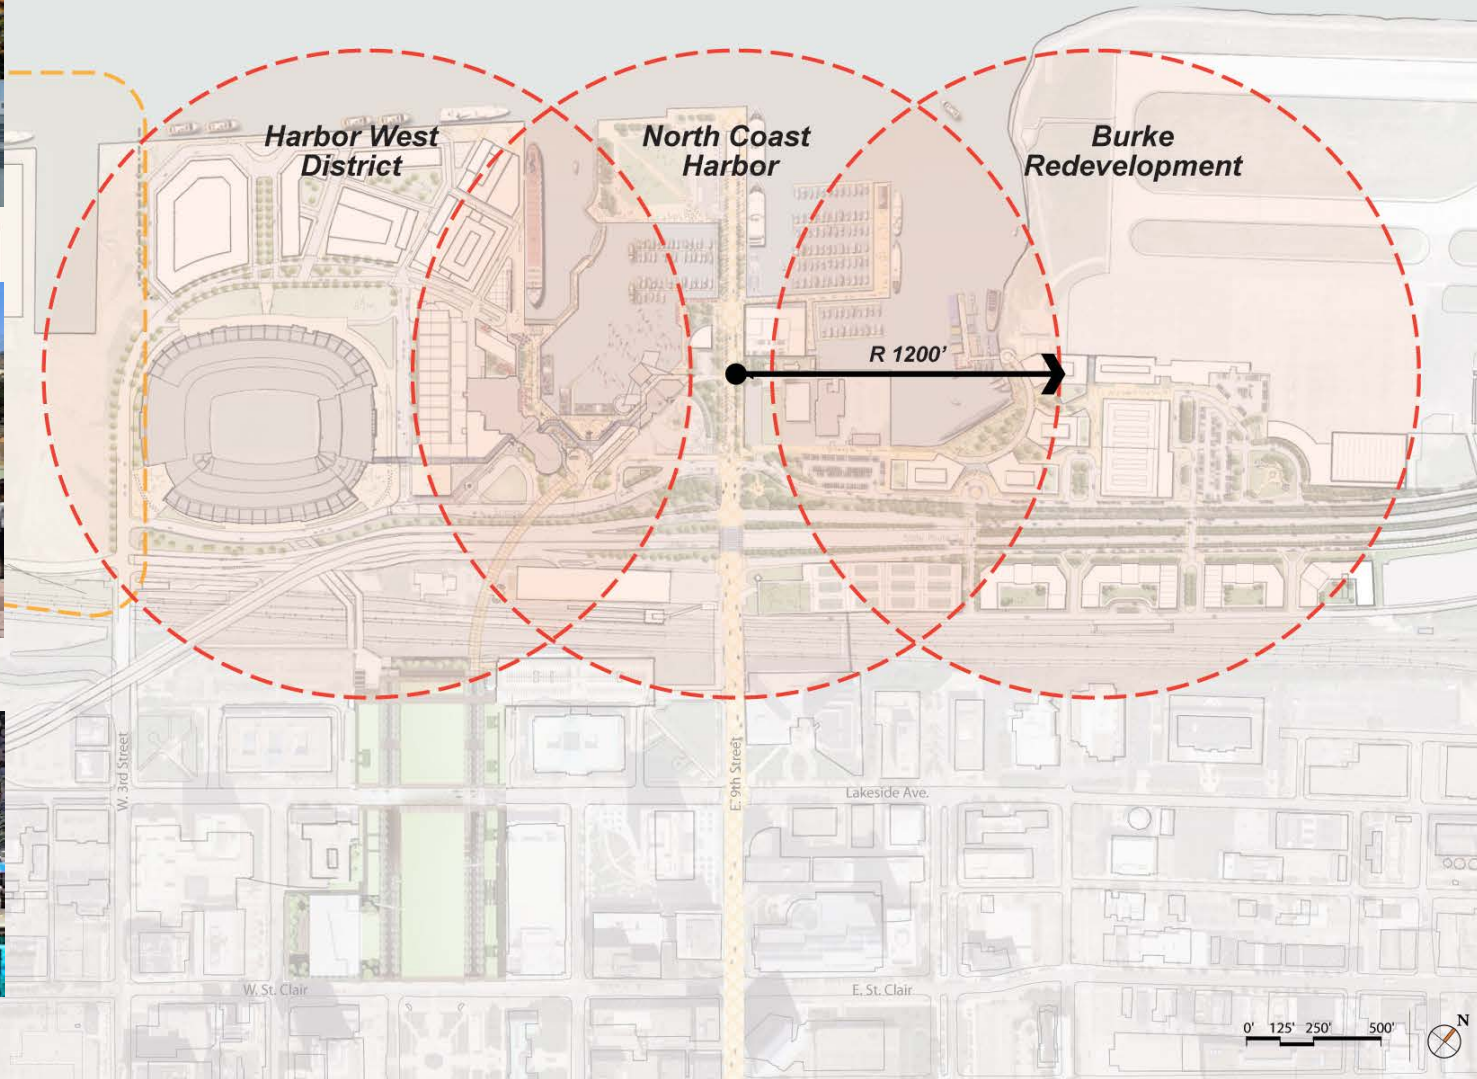 Harbor West
District
North Coast
Harbor
Burke
Redevelopment
R 1200’
W. 3rd Street
E. 9th Street
Lakeside Ave.
W. St. Clair
E. St. Clair
0' 125' 250' 500'
N